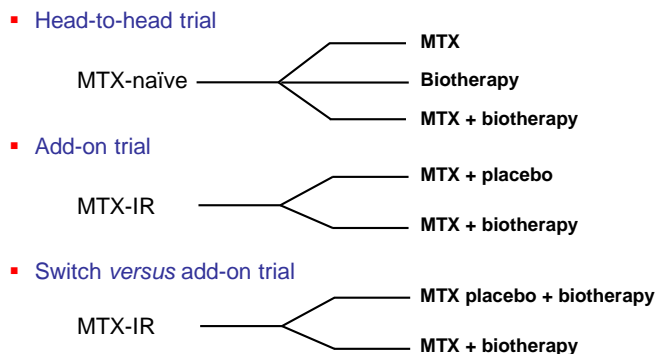 Head-to-head trial
MTX
MTX-naïve
Biotherapy
MTX + biotherapy
Add-on trial
MTX + placebo
MTX-IR
MTX + biotherapy
Switch versus add-on trial
MTX placebo + biotherapy
MTX-IR
MTX + biotherapy